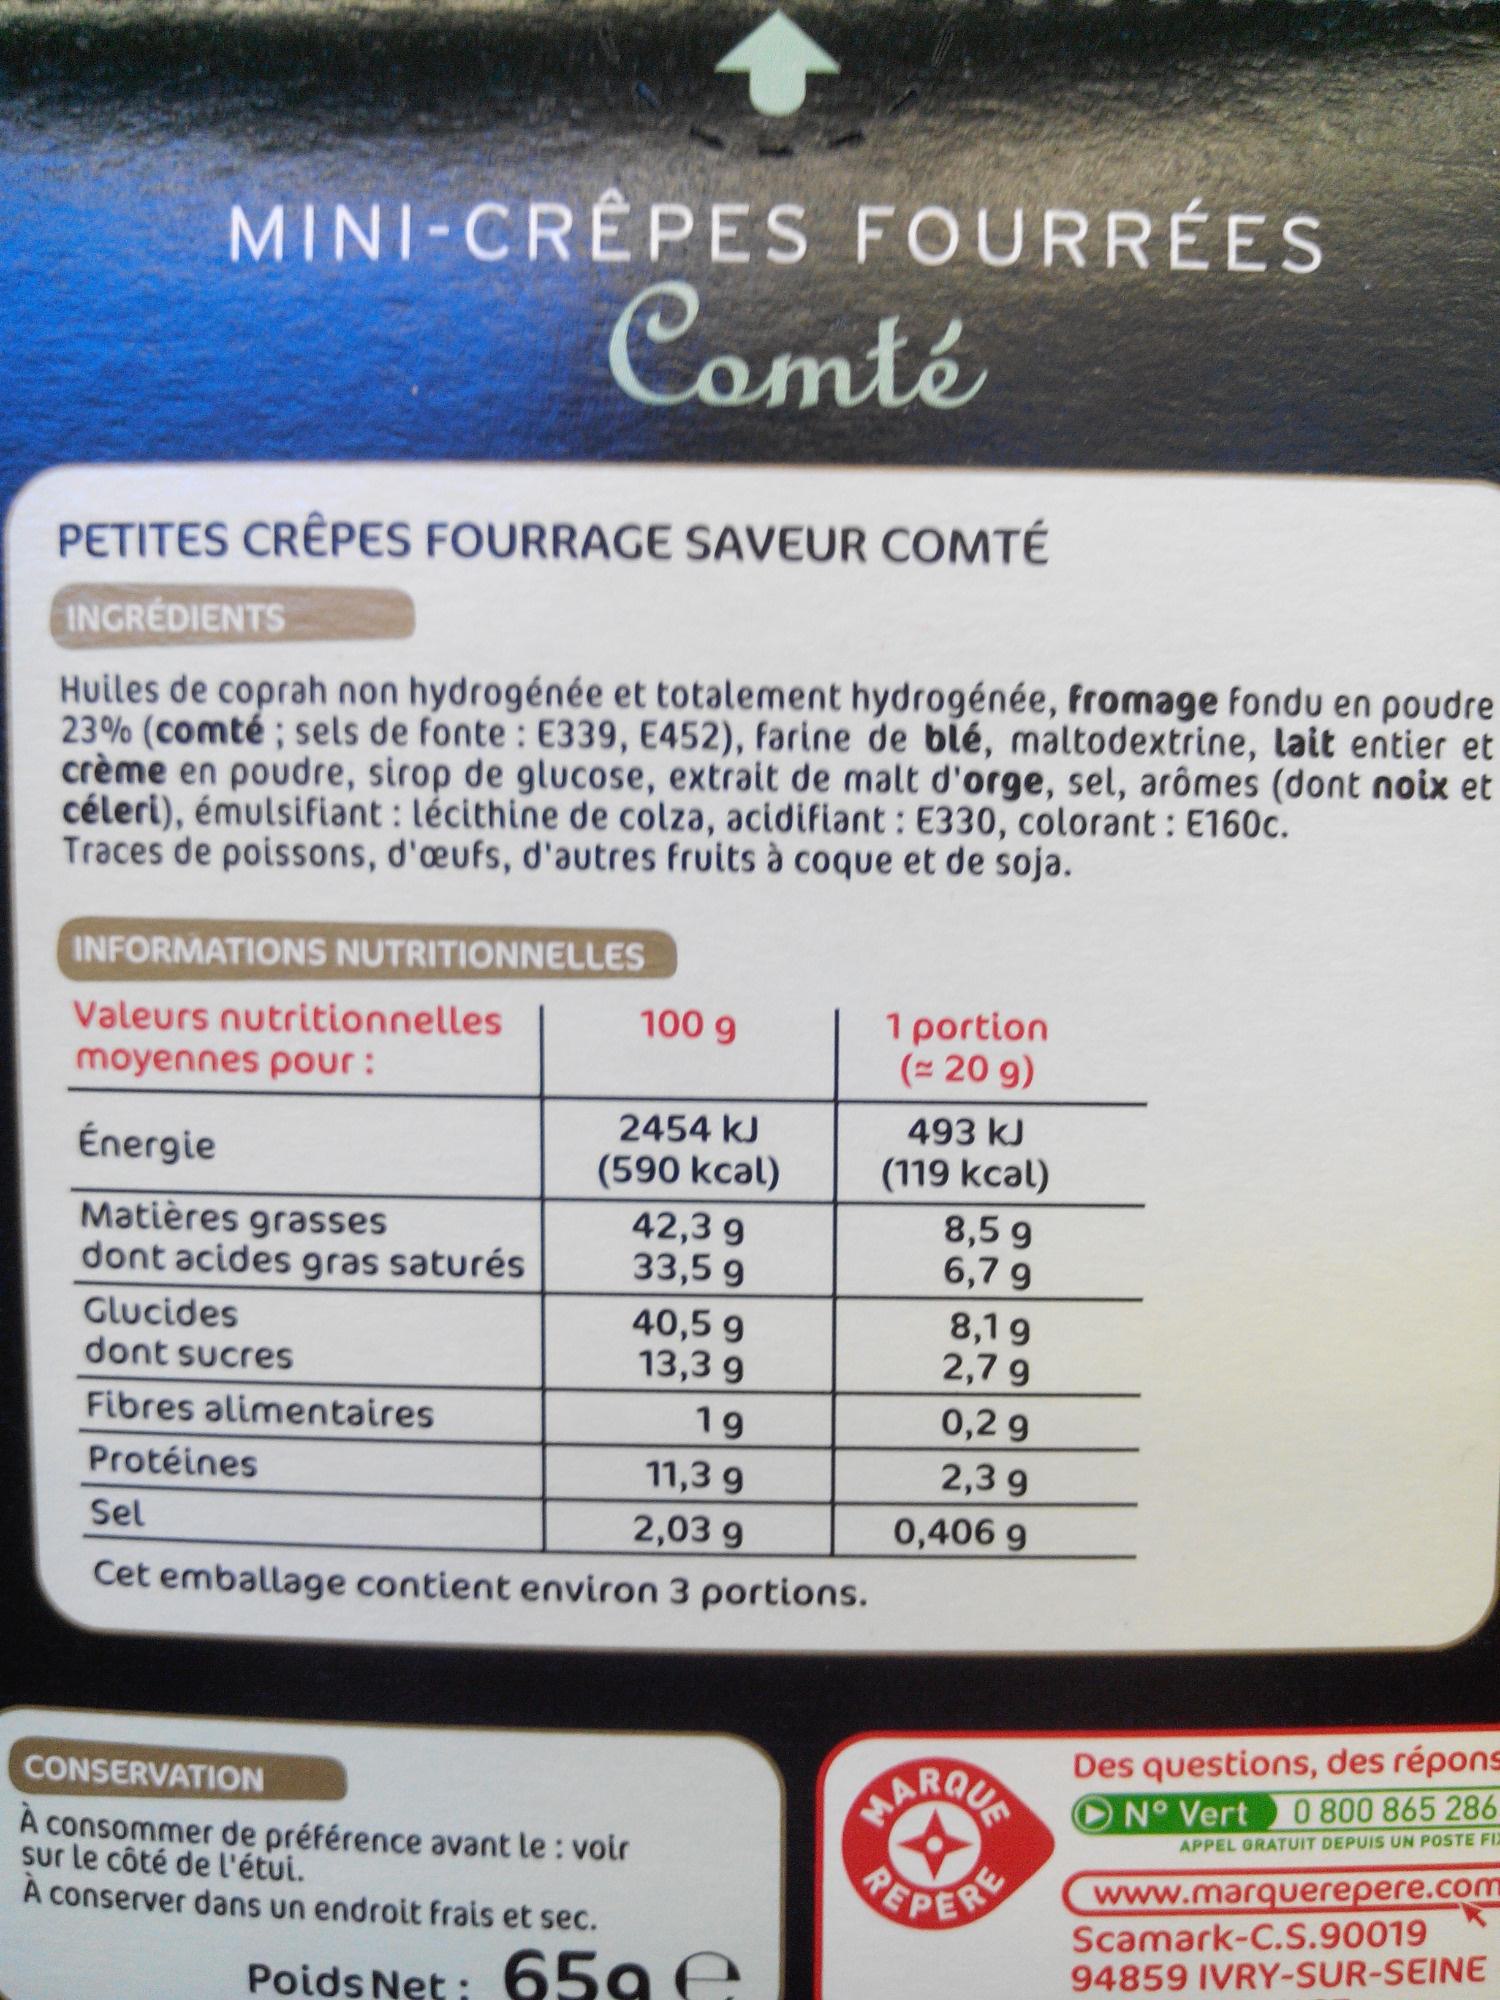 MINI-CRÊPES FOURRÉES
Comté
PETITES CRÊPES FOURRAGE SAVEUR COMTÉ
INGRÉDIENTS
Huiles de coprah non hydrogénée et totalement hydrogénée, fromage fondu en poudre
23% (comté ; sels de fonte : E339, E452), farine de blé, maltodextrine, lait entier et
crème en poudre, sirop de glucose, extrait de malt d'orge, sel, arômes (dont noix et
céleri), émulsifiant : lécithine de colza, acidifiant : E330, colorant : E160c.
Traces de poissons, d'œufs, d'autres fruits à coque et de soja.
INFORMATIONS NUTRITIONNELLES
Valeurs nutritionnelles moyennes pour : 100 g 1 portion (≈ 20 g)
Énergie 2454 kJ (590 kcal) 493 kJ (119 kcal)
Matières grasses 42,3 g 8,5 g
dont acides gras saturés 33,5 g 6,7 g
Glucides 40,5 g 8,1 g
dont sucres 13,3 g 2,7 g
Fibres alimentaires 1 g 0,2 g
Protéines 11,3 g 2,3 g
Sel 2,03 g 0,406 g
Cet emballage contient environ 3 portions.
CONSERVATION
À consommer de préférence avant le : voir
sur le côté de l'étui.
À conserver dans un endroit frais et sec.
Poids Net : 65g e
MARQUE REPERE
Des questions, des répons
N° Vert 0 800 865 286
APPEL GRATUIT DEPUIS UN POSTE FIX
www.marquerepere.com
Scamark-C.S.90019
94859 IVRY-SUR-SEINE